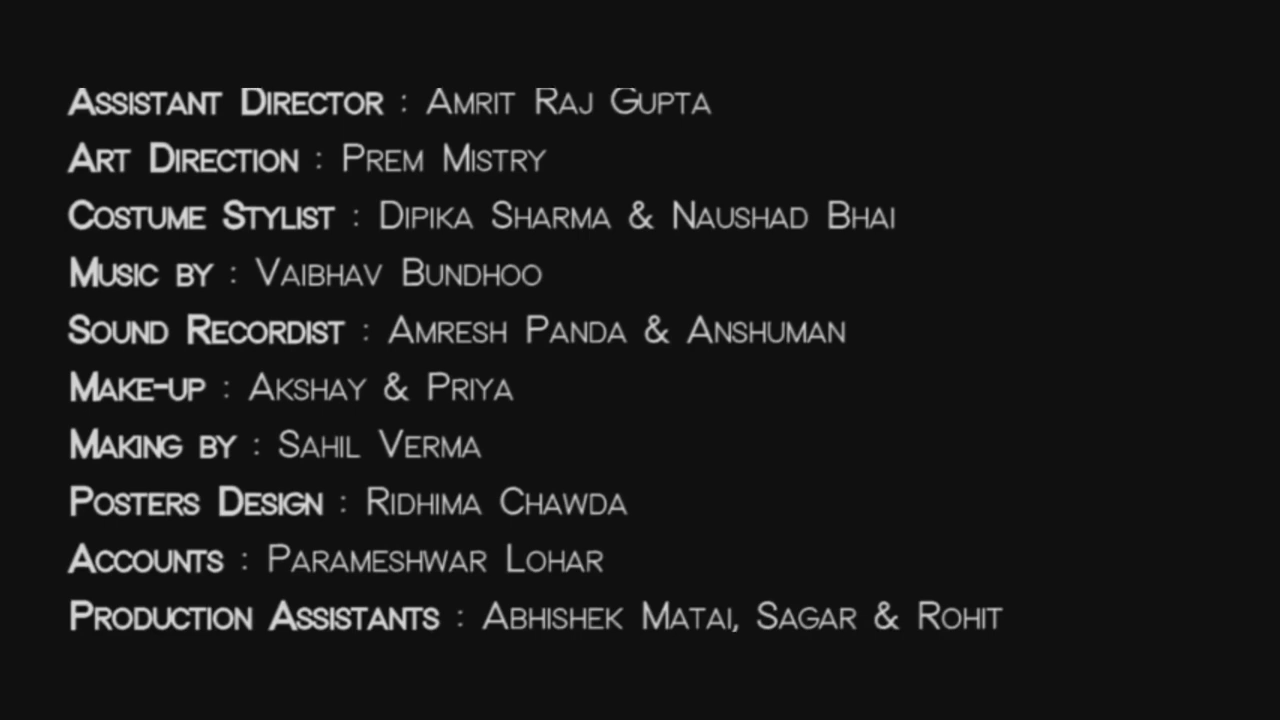 Assistant Director : Amrit Raj Gupta
Art Direction : Prem Mistry
Costume Stylist : Dipika Sharma & Naushad Bhai
Music by : Vaibhav Bundhoo
Sound Recordist : Amresh Panda & Anshuman
Make-up : Akshay & Priya
Making by : Sahil Verma
Posters Design : Ridhima Chawda
Accounts : Parameshwar Lohar
Production Assistants : Abhishek Matai, Sagar & Rohit